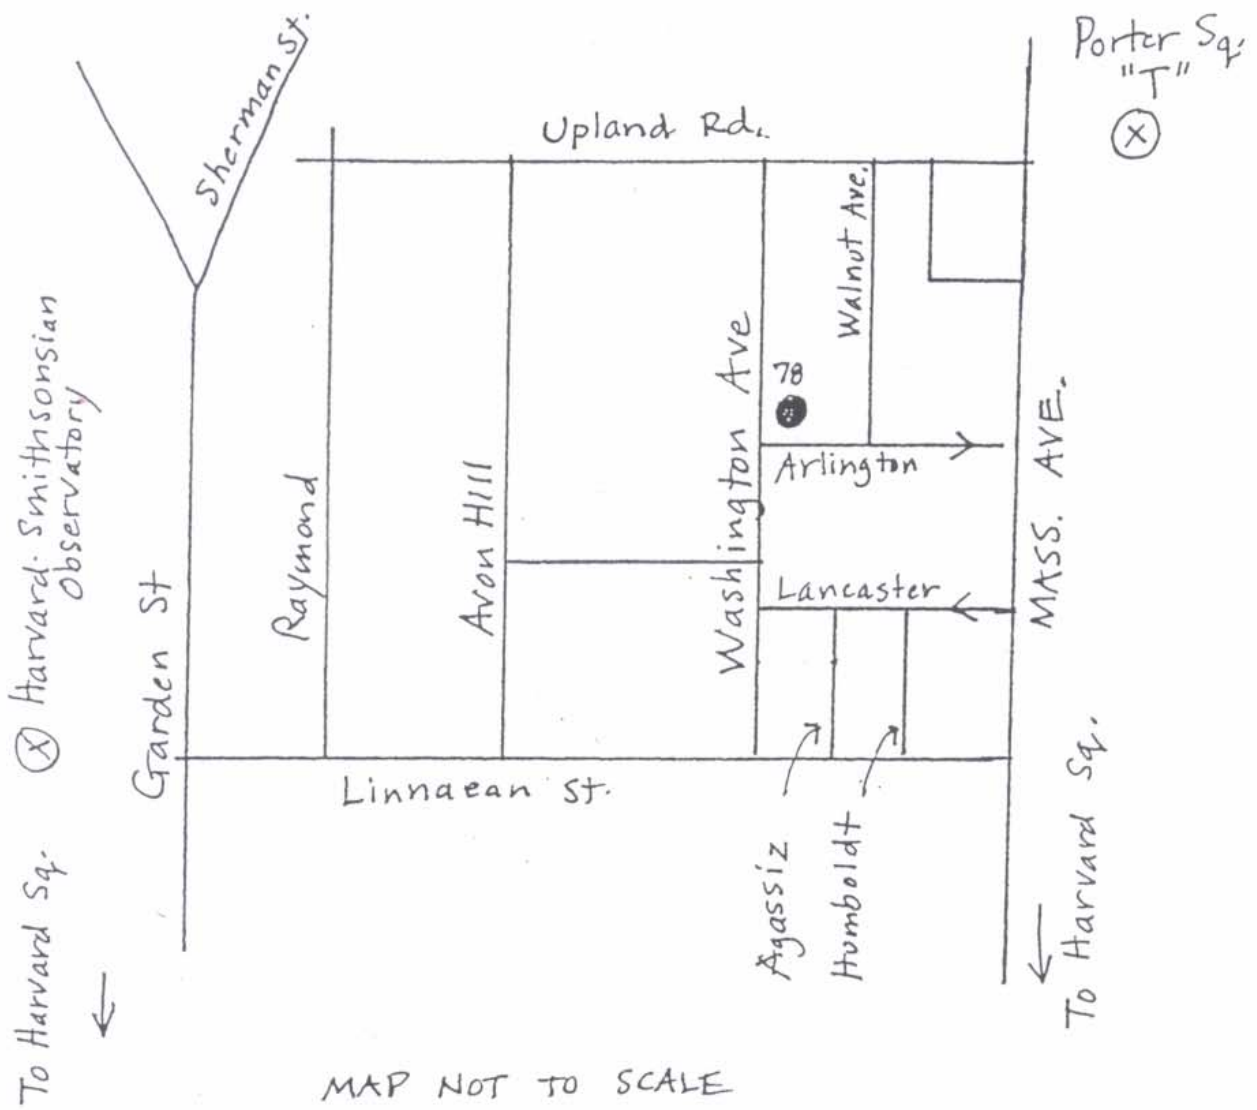 Porter Sq.
"T"
X
Sherman St.
Upland Rd.
Walnut Ave.
Harvard-Smithsonsian
Observatory
X
78
Washington Ave
Arlington
MASS. AVE.
Avon Hill
Raymond
Garden St
Lancaster
Linnaean St.
Agassiz
Humboldt
To Harvard Sq.
To Harvard Sq.
MAP NOT TO SCALE